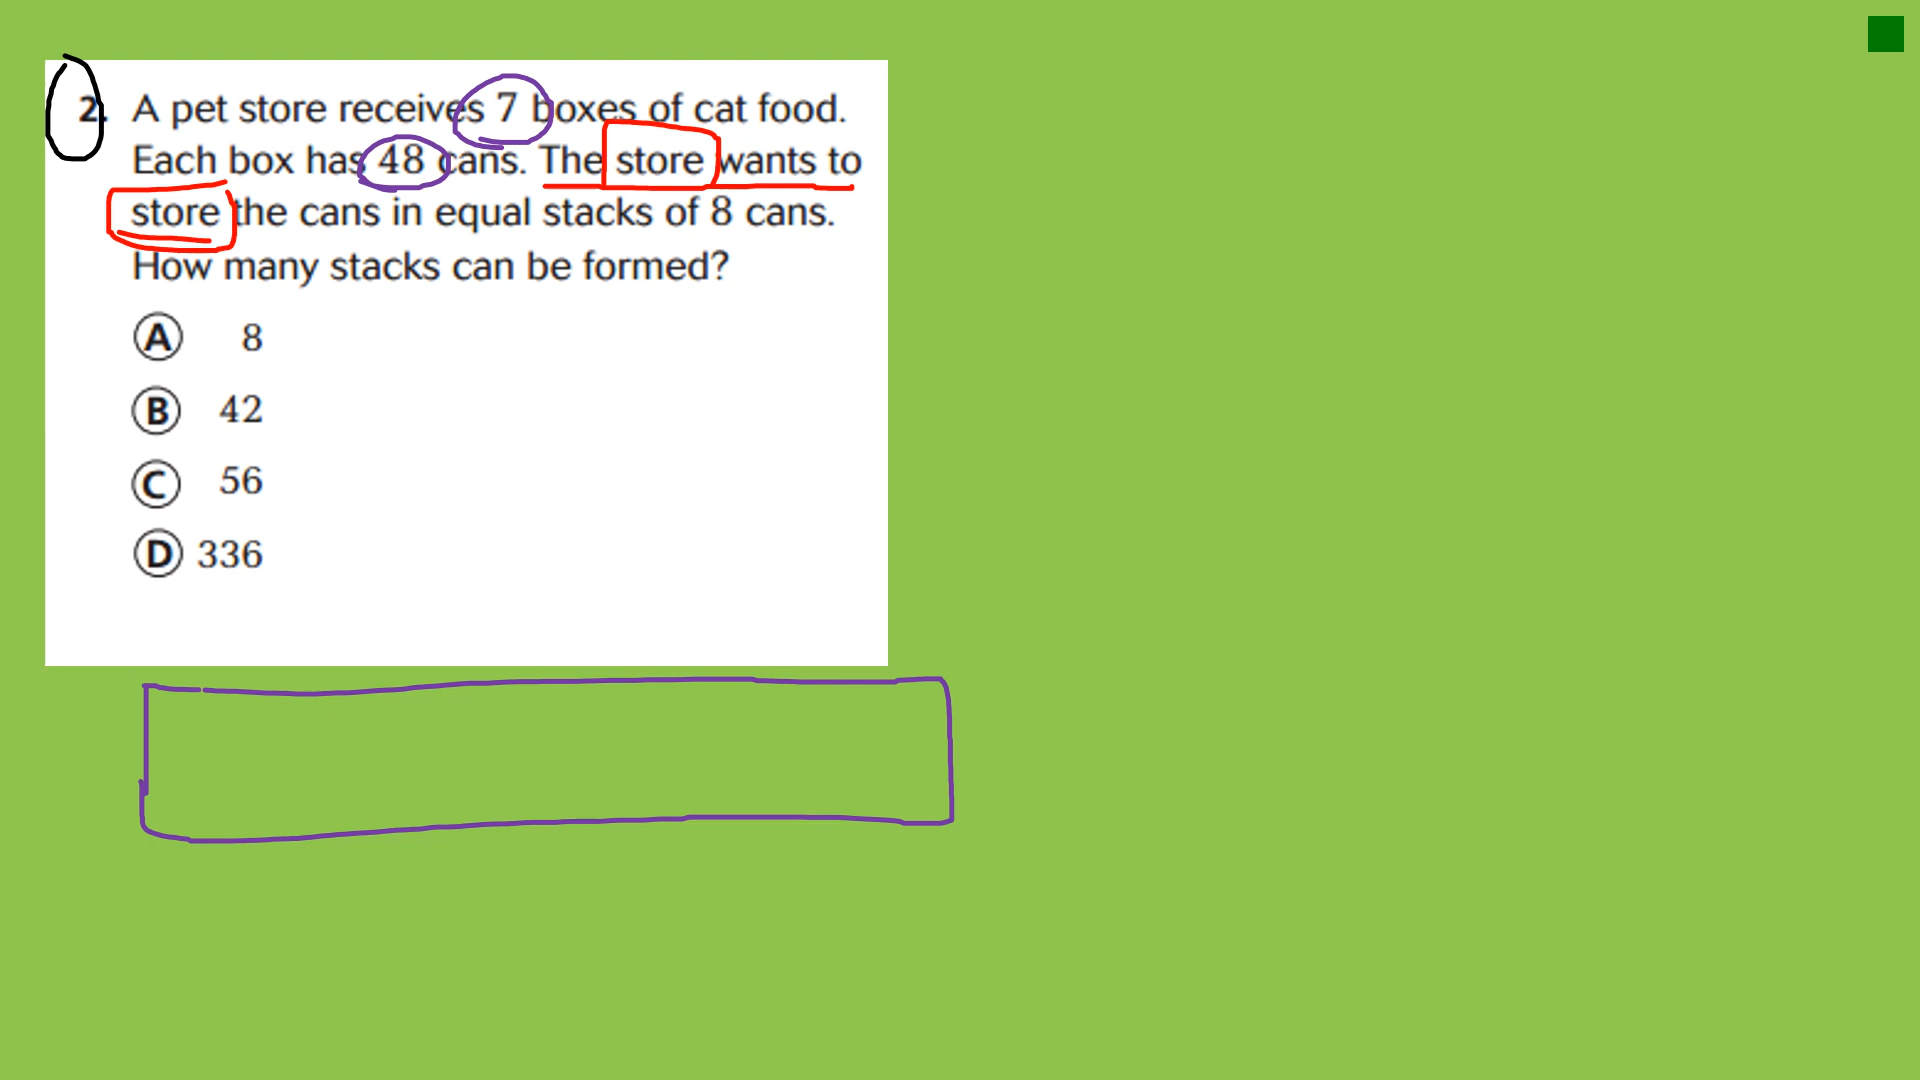 2. A pet store receives 7 boxes of cat food.
Each box has 48 cans. The store wants to
store the cans in equal stacks of 8 cans.
How many stacks can be formed?
A 8
B 42
C 56
D 336